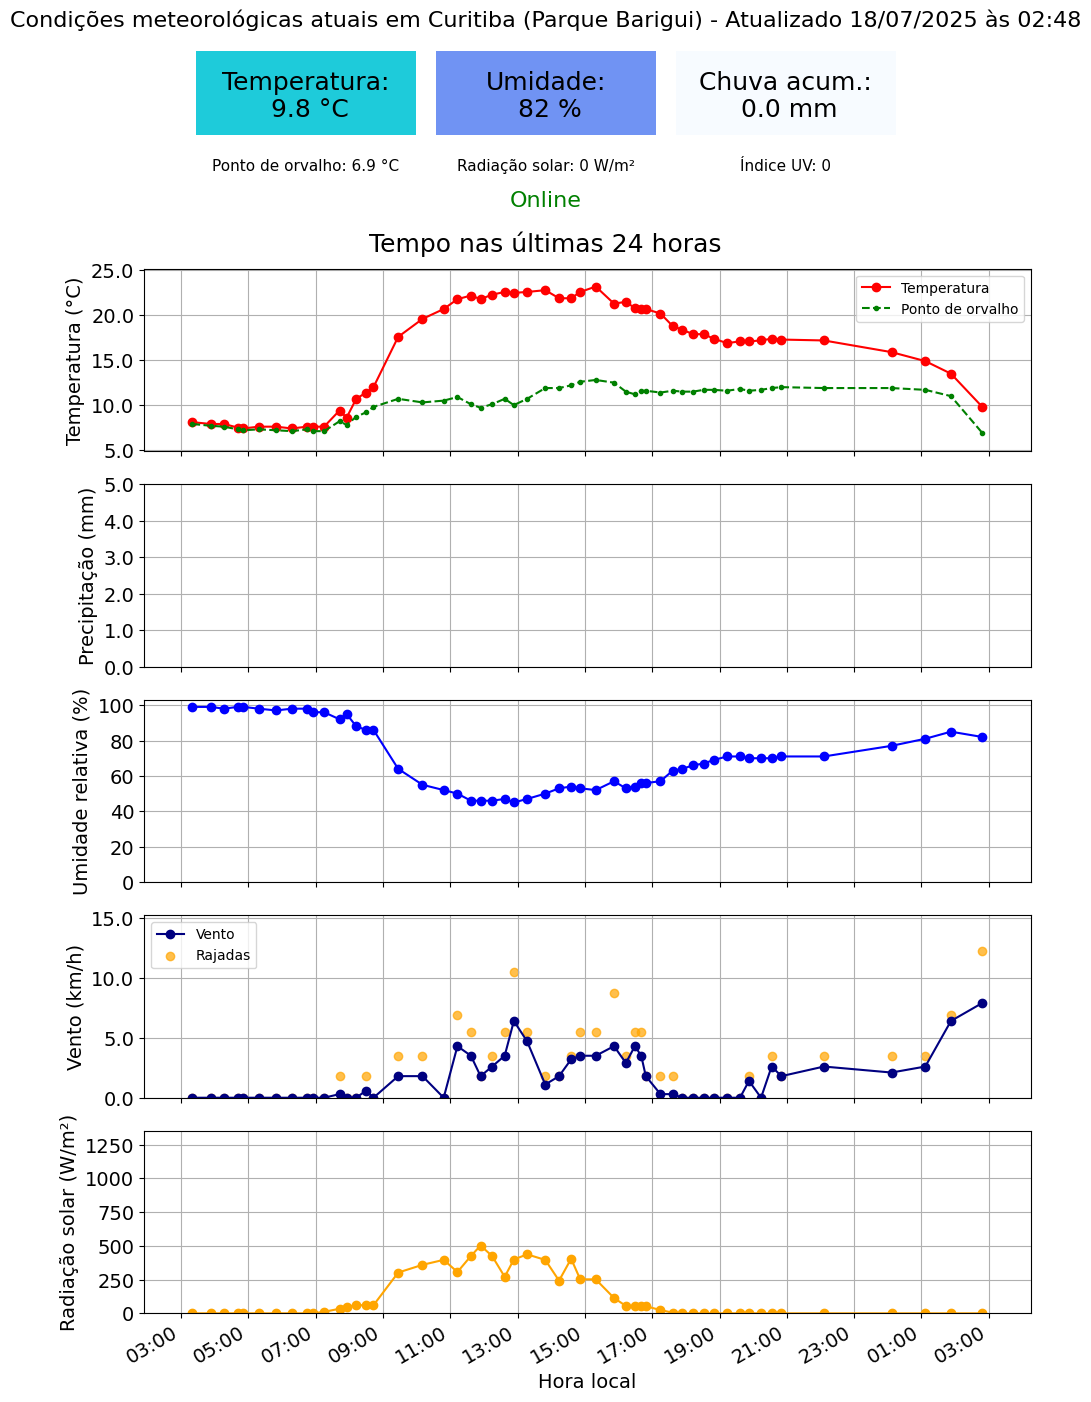 Condições meteorológicas atuais em Curitiba (Parque Barigui) - Atualizado 18/07/2025 às 02:48
Temperatura:
9.8 °C
Umidade:
82 %
Chuva acum.:
0.0 mm
Ponto de orvalho: 6.9 °C
Radiação solar: 0 W/m²
Índice UV: 0
Online
Tempo nas últimas 24 horas
Temperatura (°C)
25.0
20.0
15.0
10.0
5.0
Temperatura
Ponto de orvalho
Precipitação (mm)
5.0
4.0
3.0
2.0
1.0
0.0
Umidade relativa (%)
100
80
60
40
20
0
Vento (km/h)
15.0
10.0
5.0
0.0
Vento
Rajadas
Radiação solar (W/m²)
1250
1000
750
500
250
0
03:00
05:00
07:00
09:00
11:00
13:00
15:00
17:00
19:00
21:00
23:00
01:00
03:00
Hora local